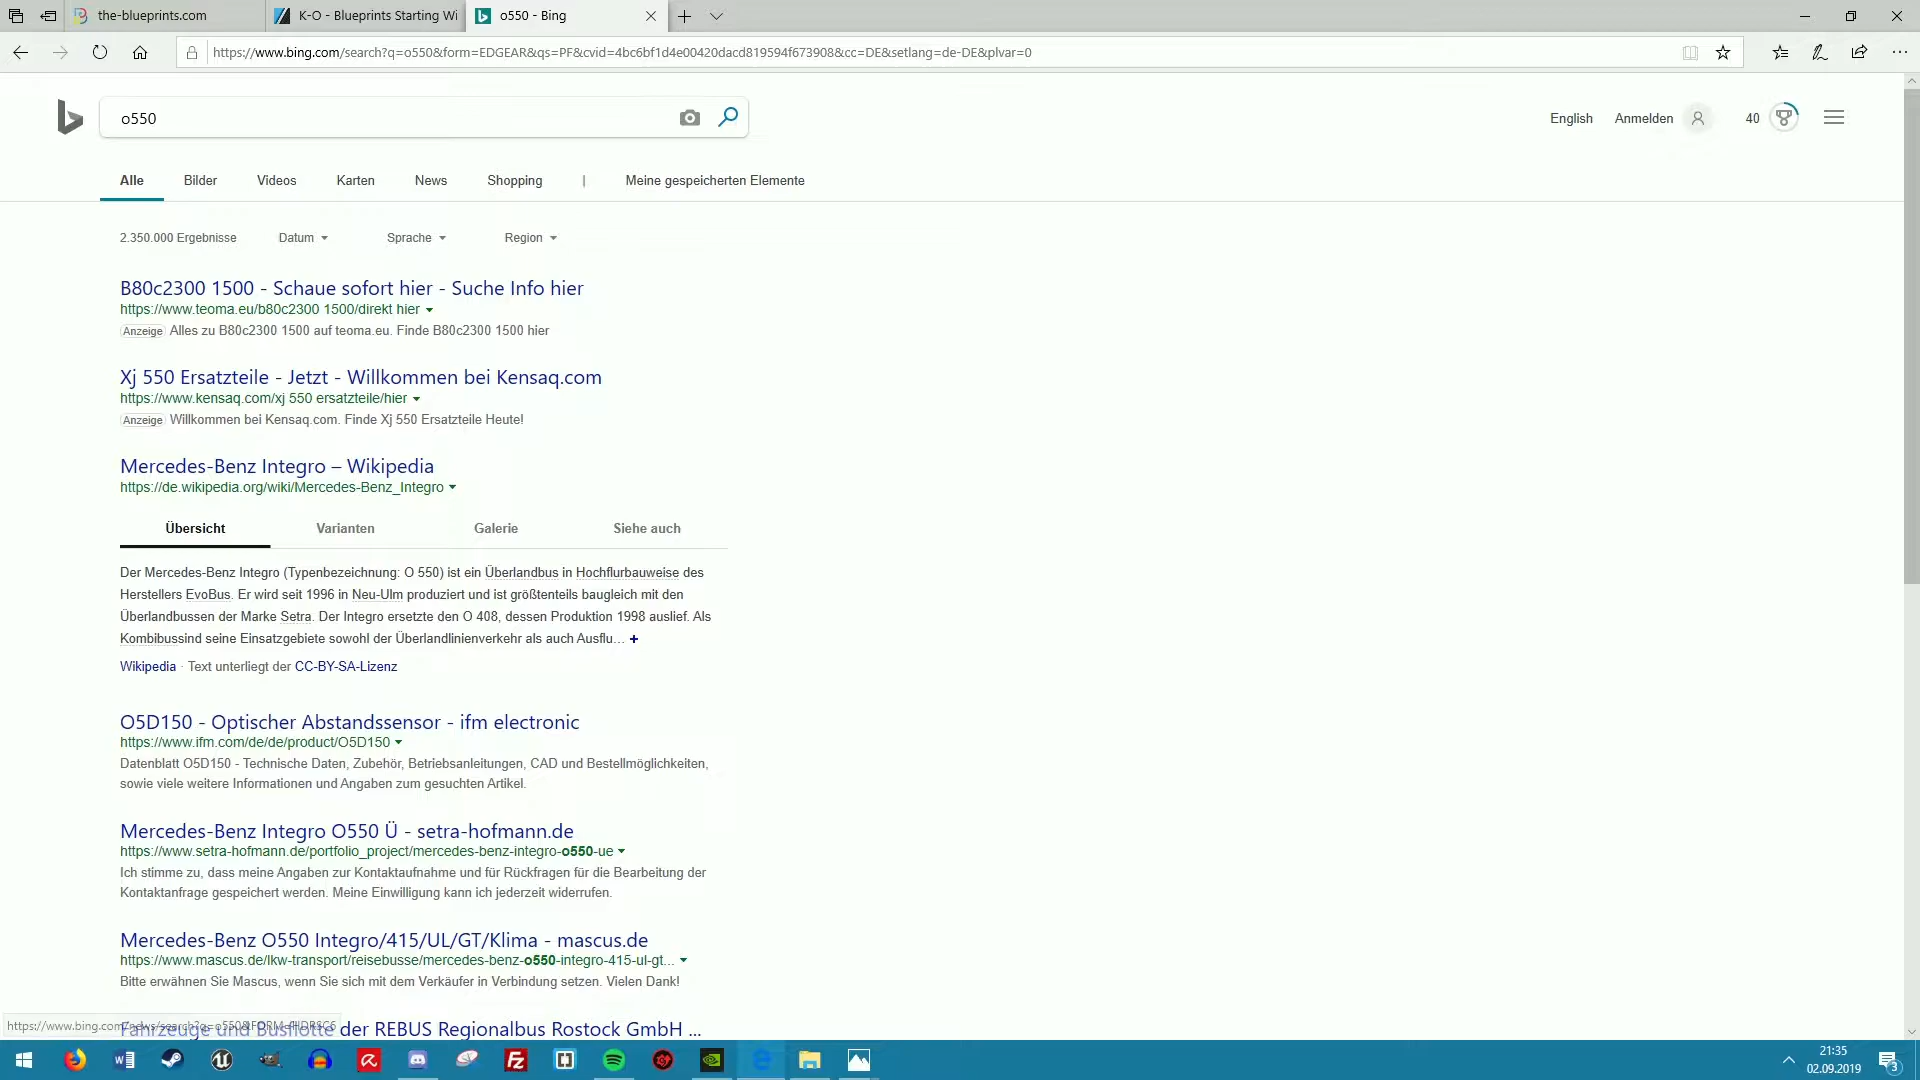 the-blueprints.com
K-O - Blueprints Starting Wi
o550 - Bing
https://www.bing.com/search?q=o550&form=EDGEAR&qs=PF&cvid=4bc6bf1d4e00420dacd819594f673908&cc=DE&setlang=de-DE&plvar=0
o550
English
Anmelden
40
Alle
Bilder
Videos
Karten
News
Shopping
|
Meine gespeicherten Elemente
2.350.000 Ergebnisse
Datum
Sprache
Region
B80c2300 1500 - Schaue sofort hier - Suche Info hier
https://www.teoma.eu/b80c2300 1500/direkt hier
Anzeige Alles zu B80c2300 1500 auf teoma.eu. Finde B80c2300 1500 hier
Xj 550 Ersatzteile - Jetzt - Willkommen bei Kensaq.com
https://www.kensaq.com/xj 550 ersatzteile/hier
Anzeige Willkommen bei Kensaq.com. Finde Xj 550 Ersatzteile Heute!
Mercedes-Benz Integro – Wikipedia
https://de.wikipedia.org/wiki/Mercedes-Benz_Integro
Übersicht
Varianten
Galerie
Siehe auch
Der Mercedes-Benz Integro (Typenbezeichnung: O 550) ist ein Überlandbus in Hochflurbauweise des
Herstellers EvoBus. Er wird seit 1996 in Neu-Ulm produziert und ist größtenteils baugleich mit den
Überlandbussen der Marke Setra. Der Integro ersetzte den O 408, dessen Produktion 1998 auslief. Als
Kombibussind seine Einsatzgebiete sowohl der Überlandlinienverkehr als auch Ausflu... +
Wikipedia · Text unterliegt der CC-BY-SA-Lizenz
O5D150 - Optischer Abstandssensor - ifm electronic
https://www.ifm.com/de/de/product/O5D150
Datenblatt O5D150 - Technische Daten, Zubehör, Betriebsanleitungen, CAD und Bestellmöglichkeiten,
sowie viele weitere Informationen und Angaben zum gesuchten Artikel.
Mercedes-Benz Integro O550 Ü - setra-hofmann.de
https://www.setra-hofmann.de/portfolio_project/mercedes-benz-integro-o550-ue
Ich stimme zu, dass meine Angaben zur Kontaktaufnahme und für Rückfragen für die Bearbeitung der
Kontaktanfrage gespeichert werden. Meine Einwilligung kann ich jederzeit widerrufen.
Mercedes-Benz O550 Integro/415/UL/GT/Klima - mascus.de
https://www.mascus.de/lkw-transport/reisebusse/mercedes-benz-o550-integro-415-ul-gt...
Bitte erwähnen Sie Mascus, wenn Sie sich mit dem Verkäufer in Verbindung setzen. Vielen Dank!
Fahrzeuge und Busflotte der REBUS Regionalbus Rostock GmbH ...
https://www.bing.com/news/search?q=o550&FORM=HDRSC6
21:35
02.09.2019
3